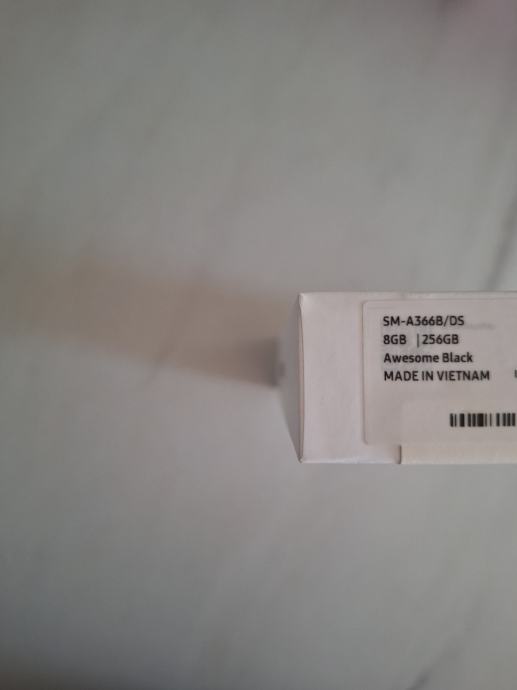 SM-A366B/DS
8GB | 256GB
Awesome Black
MADE IN VIETNAM